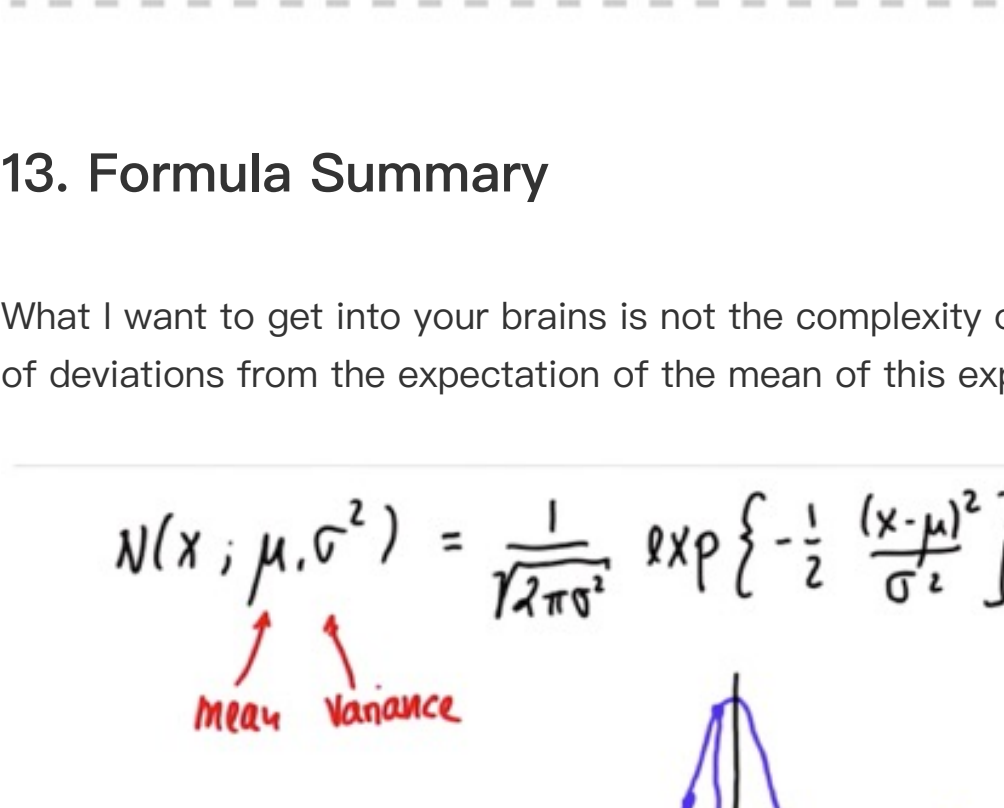 13. Formula Summary
What I want to get into your brains is not the complexity
of deviations from the expectation of the mean of this exp
N(x; μ,σ²) = 1/√2πσ² exp{-1/2 (x-μ)²/σ²}
mean variance